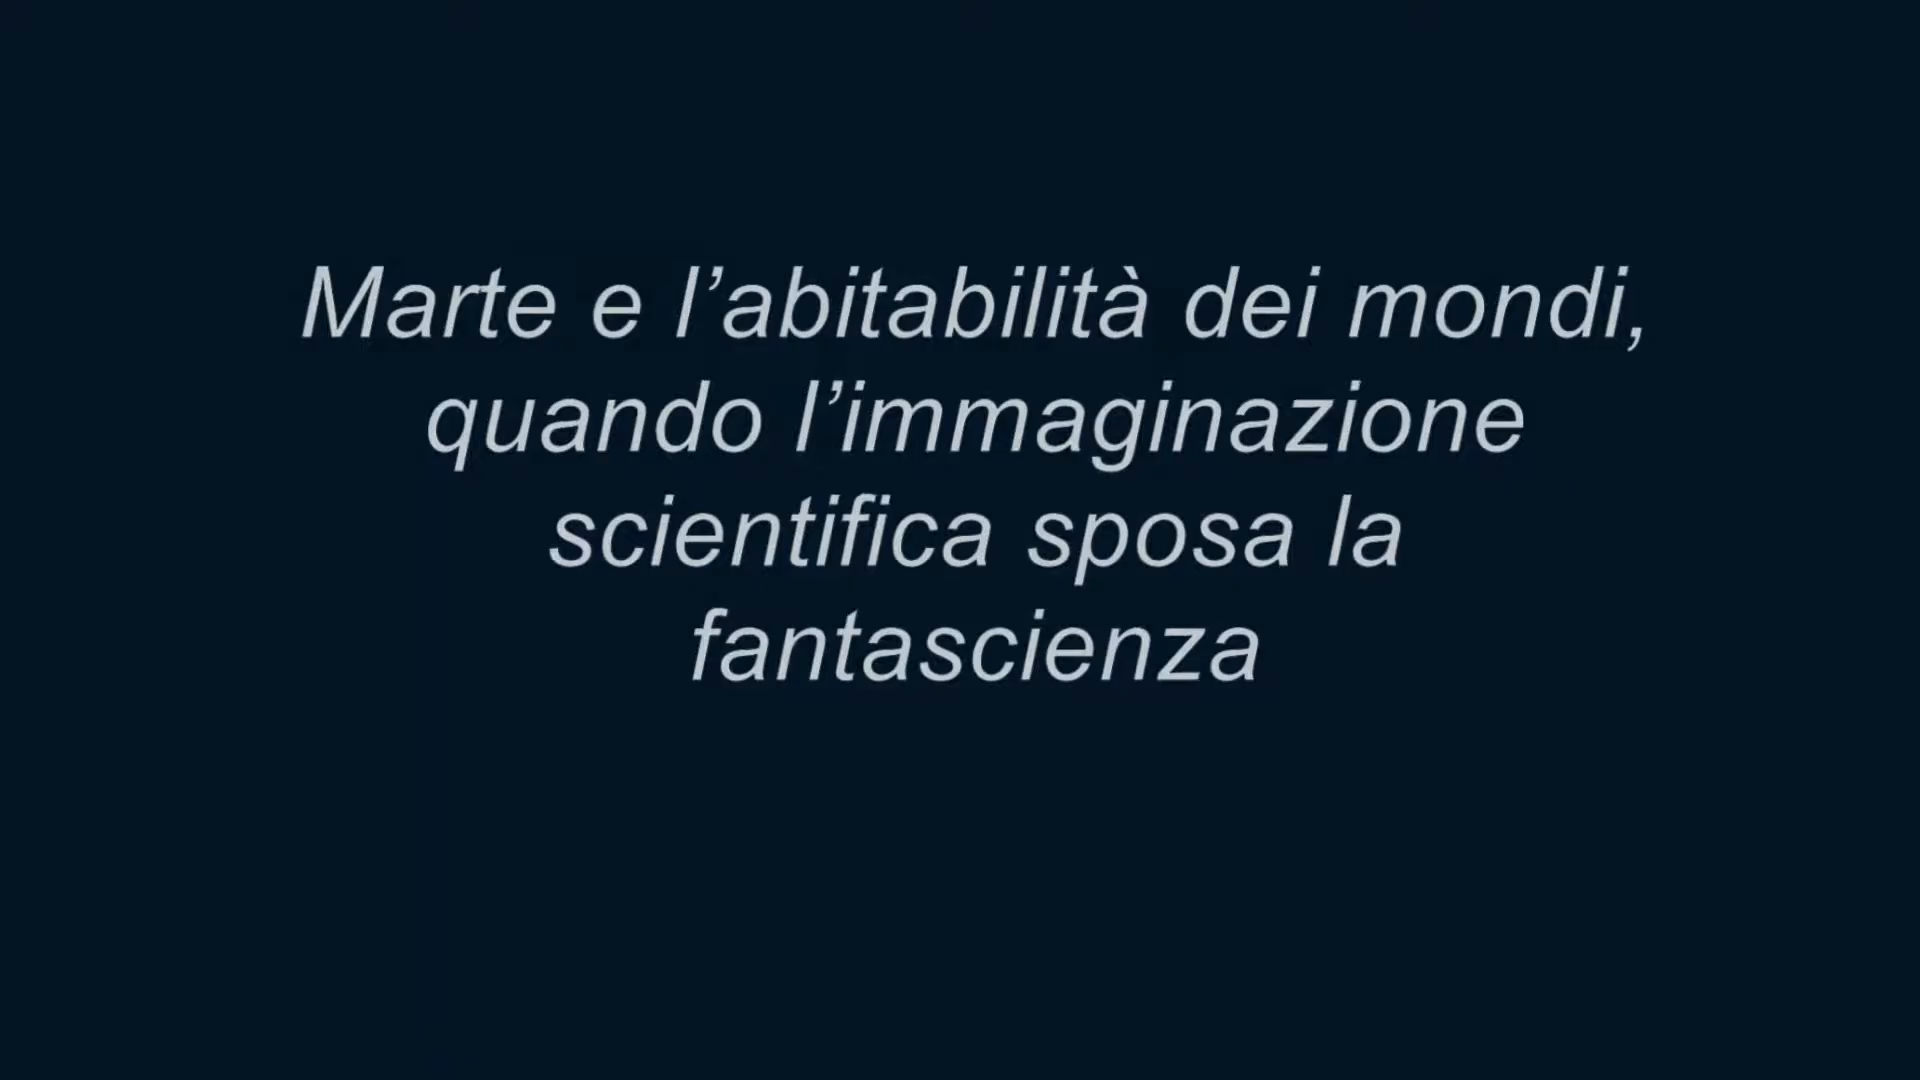 Marte e l’abitabilità dei mondi,
quando l’immaginazione
scientifica sposa la
fantascienza